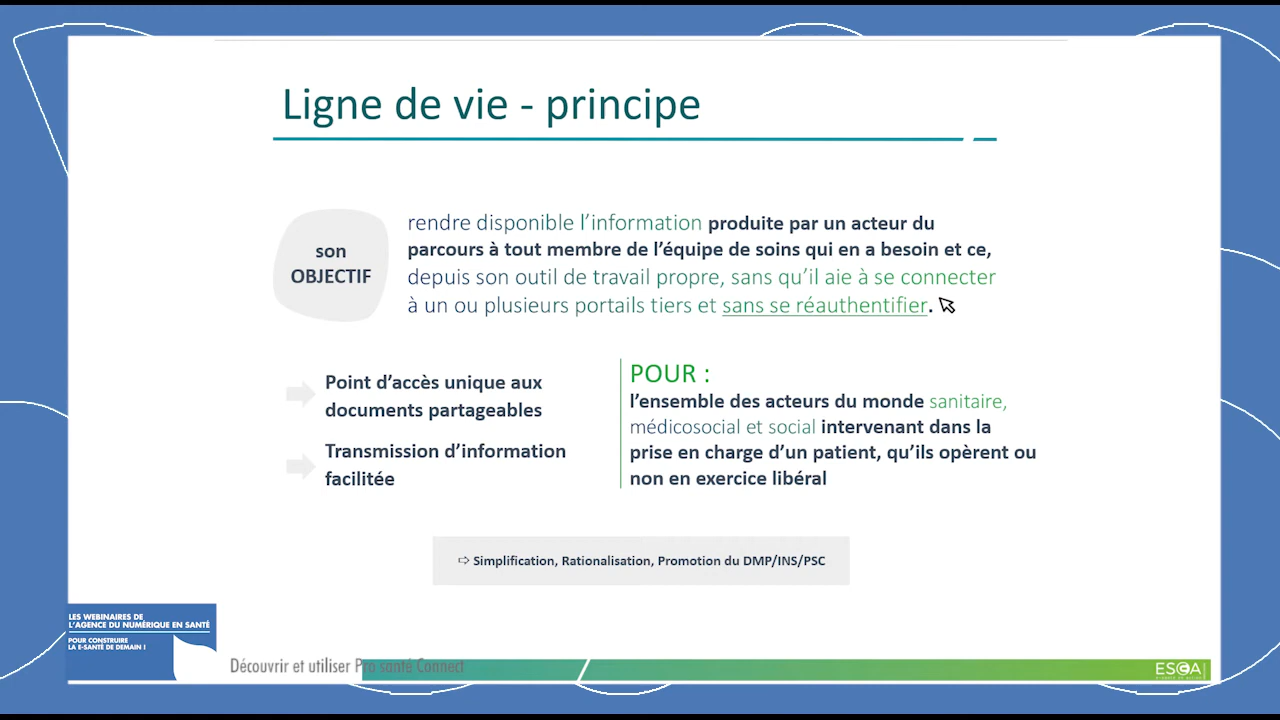 Ligne de vie - principe
son
OBJECTIF
rendre disponible l'information produite par un acteur du
parcours à tout membre de l'équipe de soins qui en a besoin et ce,
depuis son outil de travail propre, sans qu'il aie à se connecter
à un ou plusieurs portails tiers et sans se réauthentifier.
Point d'accès unique aux
documents partageables
Transmission d'information
facilitée
POUR :
l'ensemble des acteurs du monde sanitaire,
médicosocial et social intervenant dans la
prise en charge d'un patient, qu'ils opèrent ou
non en exercice libéral
⇨ Simplification, Rationalisation, Promotion du DMP/INS/PSC
LES WEBINAIRES DE
L'AGENCE DU NUMÉRIQUE EN SANTÉ
POUR CONSTRUIRE
LA E-SANTÉ DE DEMAIN !
Découvrir et utiliser Pro santé Connect
ESEA